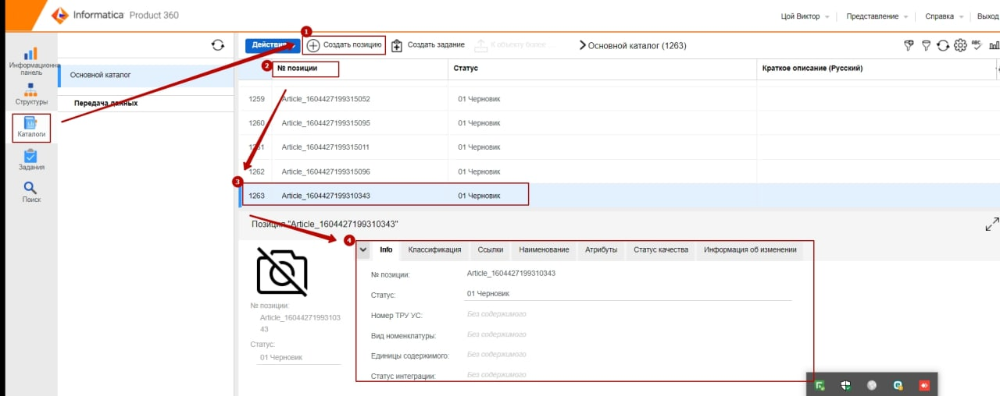 Informatica Product 360
Цой Виктор
Представление
Справка
Выход
1
Действия
Создать позицию
Создать задание
К объекту более ...
Основной каталог (1263)
Информационная панель
Структуры
Каталоги
Задания
Поиск
Основной каталог
Передача данных
2
№ позиции
Статус
Краткое описание (Русский)
1259 Article_1604427199315052 01 Черновик
1260 Article_1604427199315095 01 Черновик
1261 Article_1604427199315011 01 Черновик
1262 Article_1604427199315096 01 Черновик
3
1263 Article_1604427199310343 01 Черновик
Позиция "Article_1604427199310343"
4
Info Классификация Ссылки Наименование Атрибуты Статус качества Информация об изменении
№ позиции:
Article_16044271993103
43
Статус:
01 Черновик
№ позиции: Article_1604427199310343
Статус: 01 Черновик
Номер ТРУ УС: Без содержимого
Вид номенклатуры: Без содержимого
Единицы содержимого: Без содержимого
Статус интеграции: Без содержимого